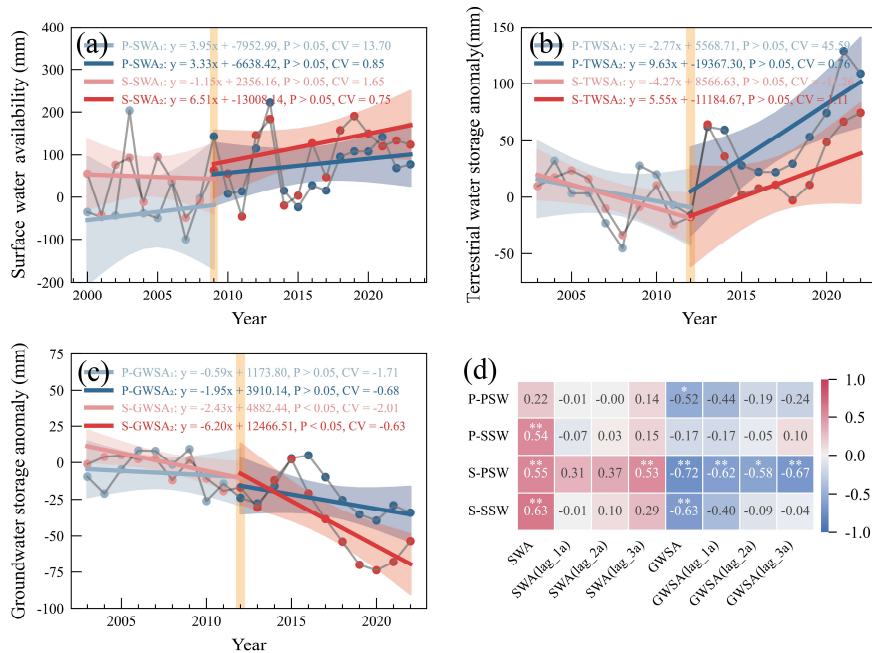 (a)
P-SWA₁: y = 3.95x + -7952.99, P > 0.05, CV = 13.70
P-SWA₂: y = 3.33x + -6638.42, P > 0.05, CV = 0.85
S-SWA₁: y = -1.15x + 2356.16, P > 0.05, CV = 1.65
S-SWA₂: y = 6.51x + -13008.14, P > 0.05, CV = 0.75
Surface water availability (mm)
400
300
200
100
0
-100
-200
2000
2005
2010
2015
2020
Year
(b)
P-TWSA₁: y = -2.77x + 5568.71, P > 0.05, CV = 45.59
P-TWSA₂: y = 9.63x + -19367.30, P > 0.05, CV = 0.76
S-TWSA₁: y = -4.27x + 8566.63, P > 0.05, CV =
S-TWSA₂: y = 5.55x + -11184.67, P > 0.05, CV = 1.11
Terrestrial water storage anomaly (mm)
150
100
50
0
-50
2005
2010
2015
2020
Year
(c)
P-GWSA₁: y = -0.59x + 1173.80, P > 0.05, CV = -1.71
P-GWSA₂: y = -1.95x + 3910.14, P > 0.05, CV = -0.68
S-GWSA₁: y = -2.43x + 4882.44, P < 0.05, CV = -2.01
S-GWSA₂: y = -6.20x + 12466.51, P < 0.05, CV = -0.63
Groundwater storage anomaly (mm)
75
50
25
0
-25
-50
-75
-100
2005
2010
2015
2020
Year
(d)
P-PSW 0.22 -0.01 -0.00 0.14 * -0.52 -0.44 -0.19 -0.24
P-SSW ** 0.54 -0.07 0.03 0.15 -0.17 -0.17 -0.05 0.10
S-PSW ** 0.55 0.31 0.37 ** 0.53 ** -0.72 ** -0.62 * -0.58 ** -0.67
S-SSW ** 0.63 -0.01 0.10 0.29 ** -0.63 -0.40 -0.09 -0.04
SWA
SWA(lag_1a)
SWA(lag_2a)
SWA(lag_3a)
GWSA
GWSA(lag_1a)
GWSA(lag_2a)
GWSA(lag_3a)
1.0
0.5
0.0
-0.5
-1.0